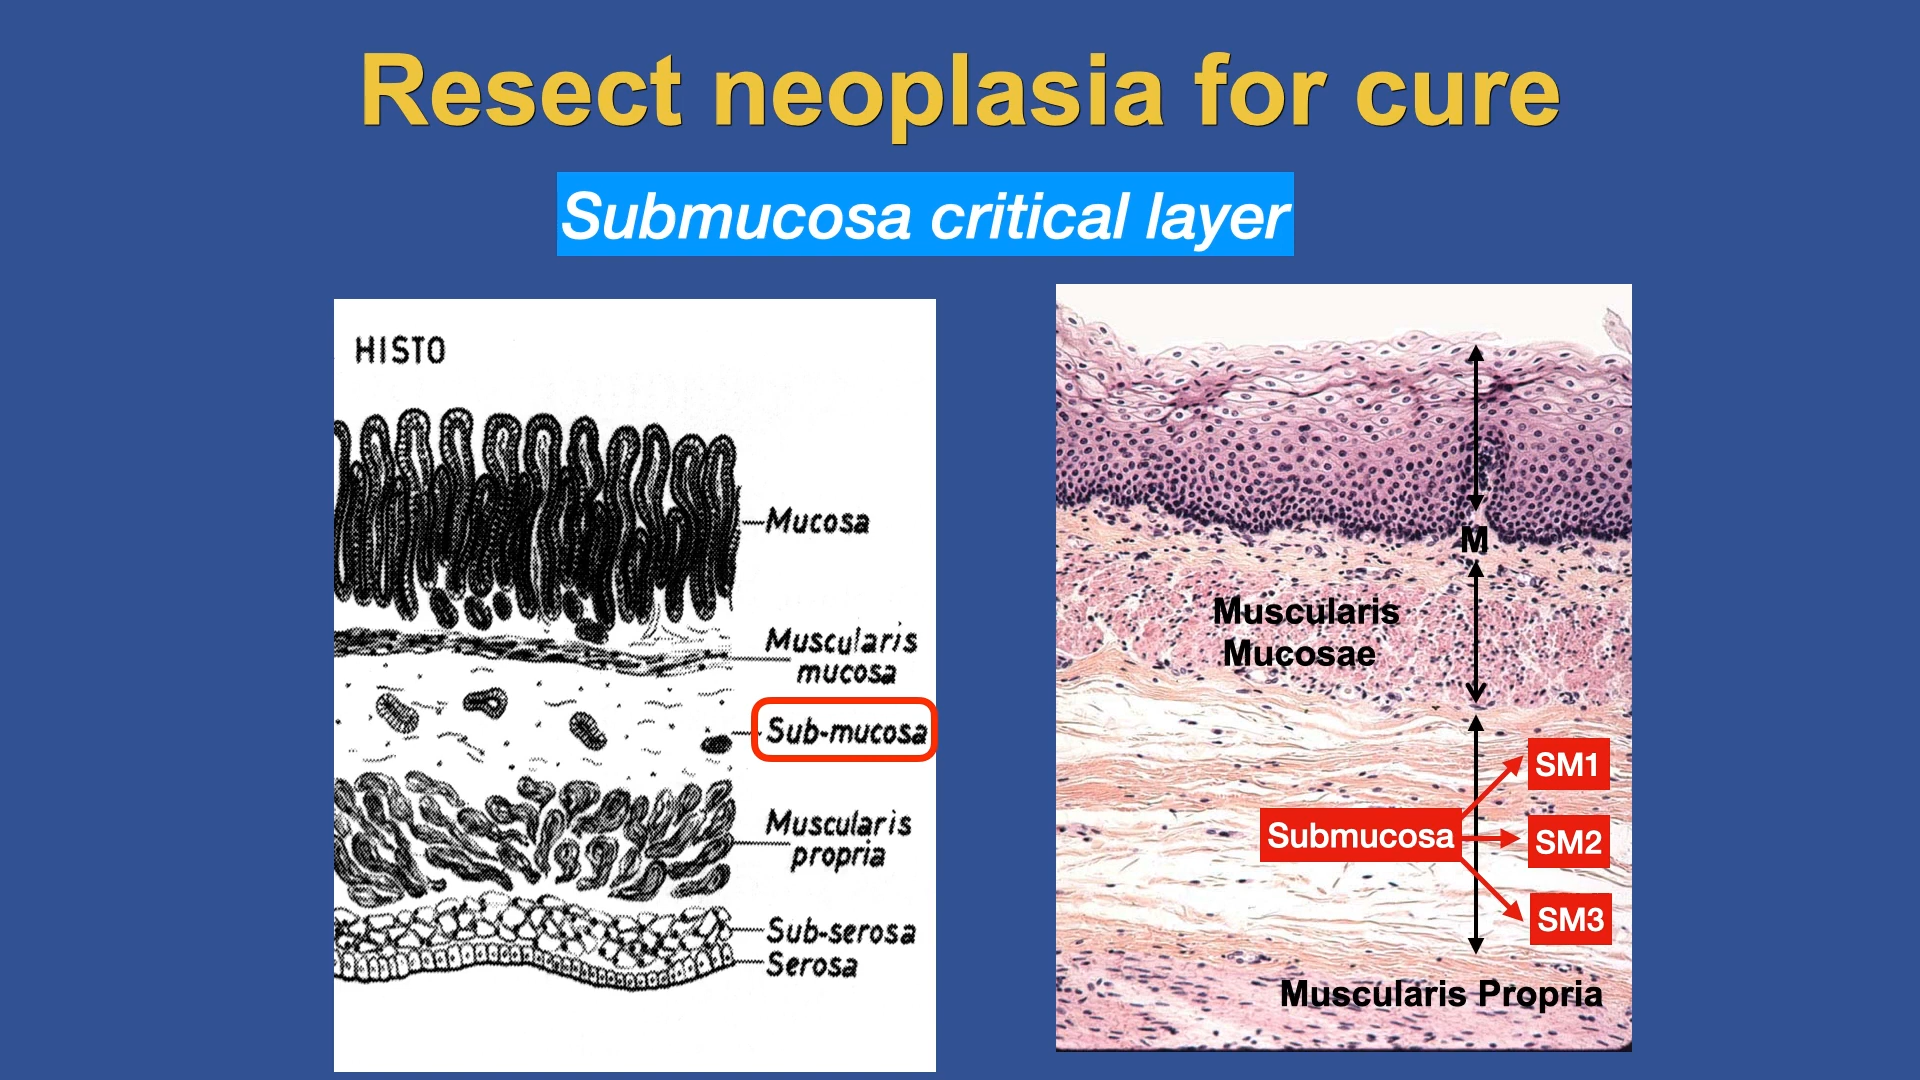 Resect neoplasia for cure
Submucosa critical layer
HISTO
Mucosa
Muscularis
mucosa
Sub-mucosa
Muscularis
propria
Sub-serosa
Serosa
M
Muscularis
Mucosae
Submucosa
SM1
SM2
SM3
Muscularis Propria